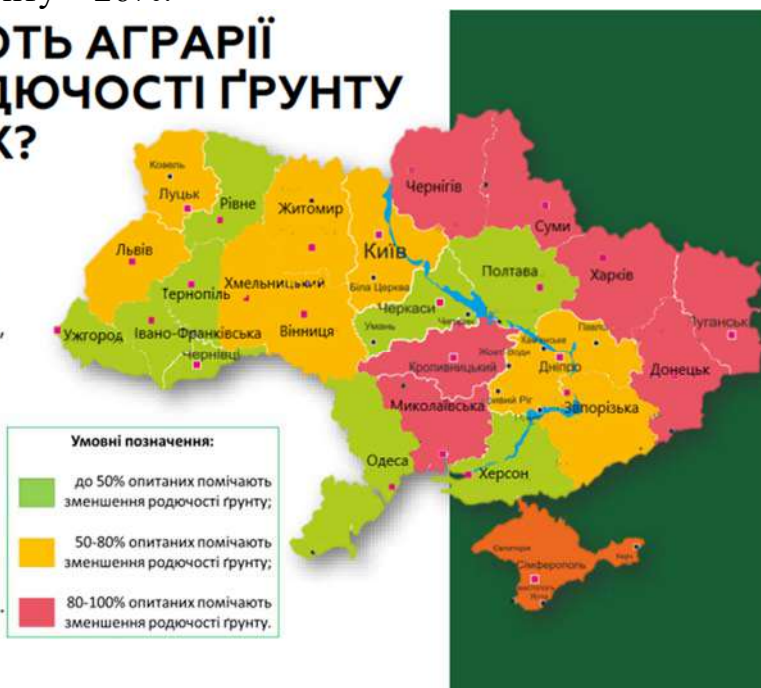 ОТЬ АГРАРІЇ
ДЮЧОСТІ ҐРУНТУ
К?
Ковель
Луцьк
Рівне
Житомир
Чернігів
Суми
Київ
Львів
Біла Церква
Полтава
Харків
Хмельницький
Тернопіль
Черкаси
Луганськ
Умань
Чигирин
Ужгород
Івано-Франківська
Вінниця
Чернівці
Кропивницький
Дніпро
Донецьк
ривий Ріг
Миколаївська
Запорізька
Одеса
Херсон
Сімферополь
Умовні позначення:
до 50% опитаних помічають
зменшення родючості ґрунту;
50-80% опитаних помічають
зменшення родючості ґрунту;
80-100% опитаних помічають
зменшення родючості ґрунту.